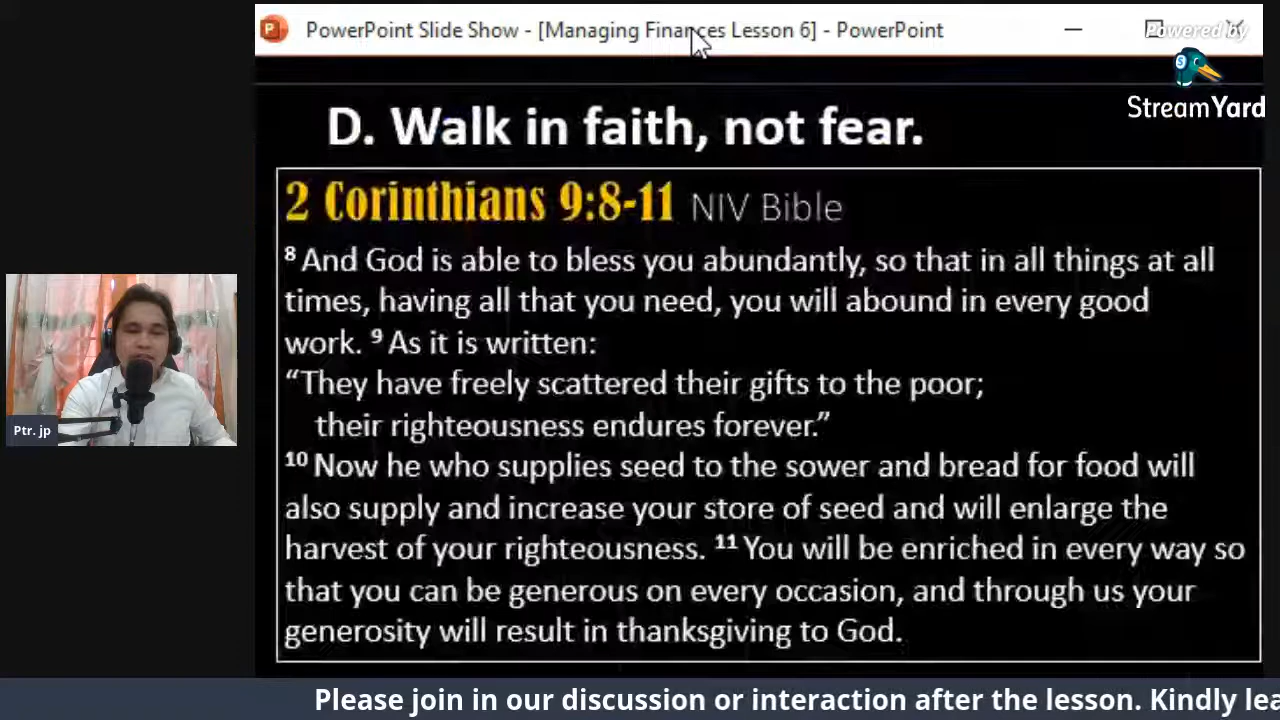 PowerPoint Slide Show - [Managing Finances Lesson 6] - PowerPoint
Powered by
StreamYard
D. Walk in faith, not fear.
2 Corinthians 9:8-11 NIV Bible
8 And God is able to bless you abundantly, so that in all things at all
times, having all that you need, you will abound in every good
work. 9 As it is written:
“They have freely scattered their gifts to the poor;
their righteousness endures forever.”
10 Now he who supplies seed to the sower and bread for food will
also supply and increase your store of seed and will enlarge the
harvest of your righteousness. 11 You will be enriched in every way so
that you can be generous on every occasion, and through us your
generosity will result in thanksgiving to God.
Ptr. jp
Please join in our discussion or interaction after the lesson. Kindly lea